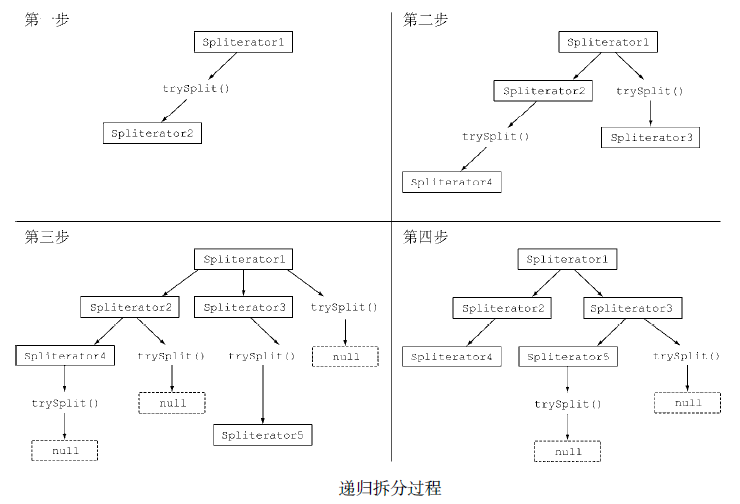 第一步
Spliterator1
trySplit()
Spliterator2
第二步
Spliterator1
Spliterator2
trySplit()
trySplit()
Spliterator3
Spliterator4
第三步
Spliterator1
Spliterator2
Spliterator3
trySplit()
Spliterator4
trySplit()
trySplit()
null
trySplit()
null
Spliterator5
null
第四步
Spliterator1
Spliterator2
Spliterator3
Spliterator4
Spliterator5
trySplit()
trySplit()
null
null
递归拆分过程